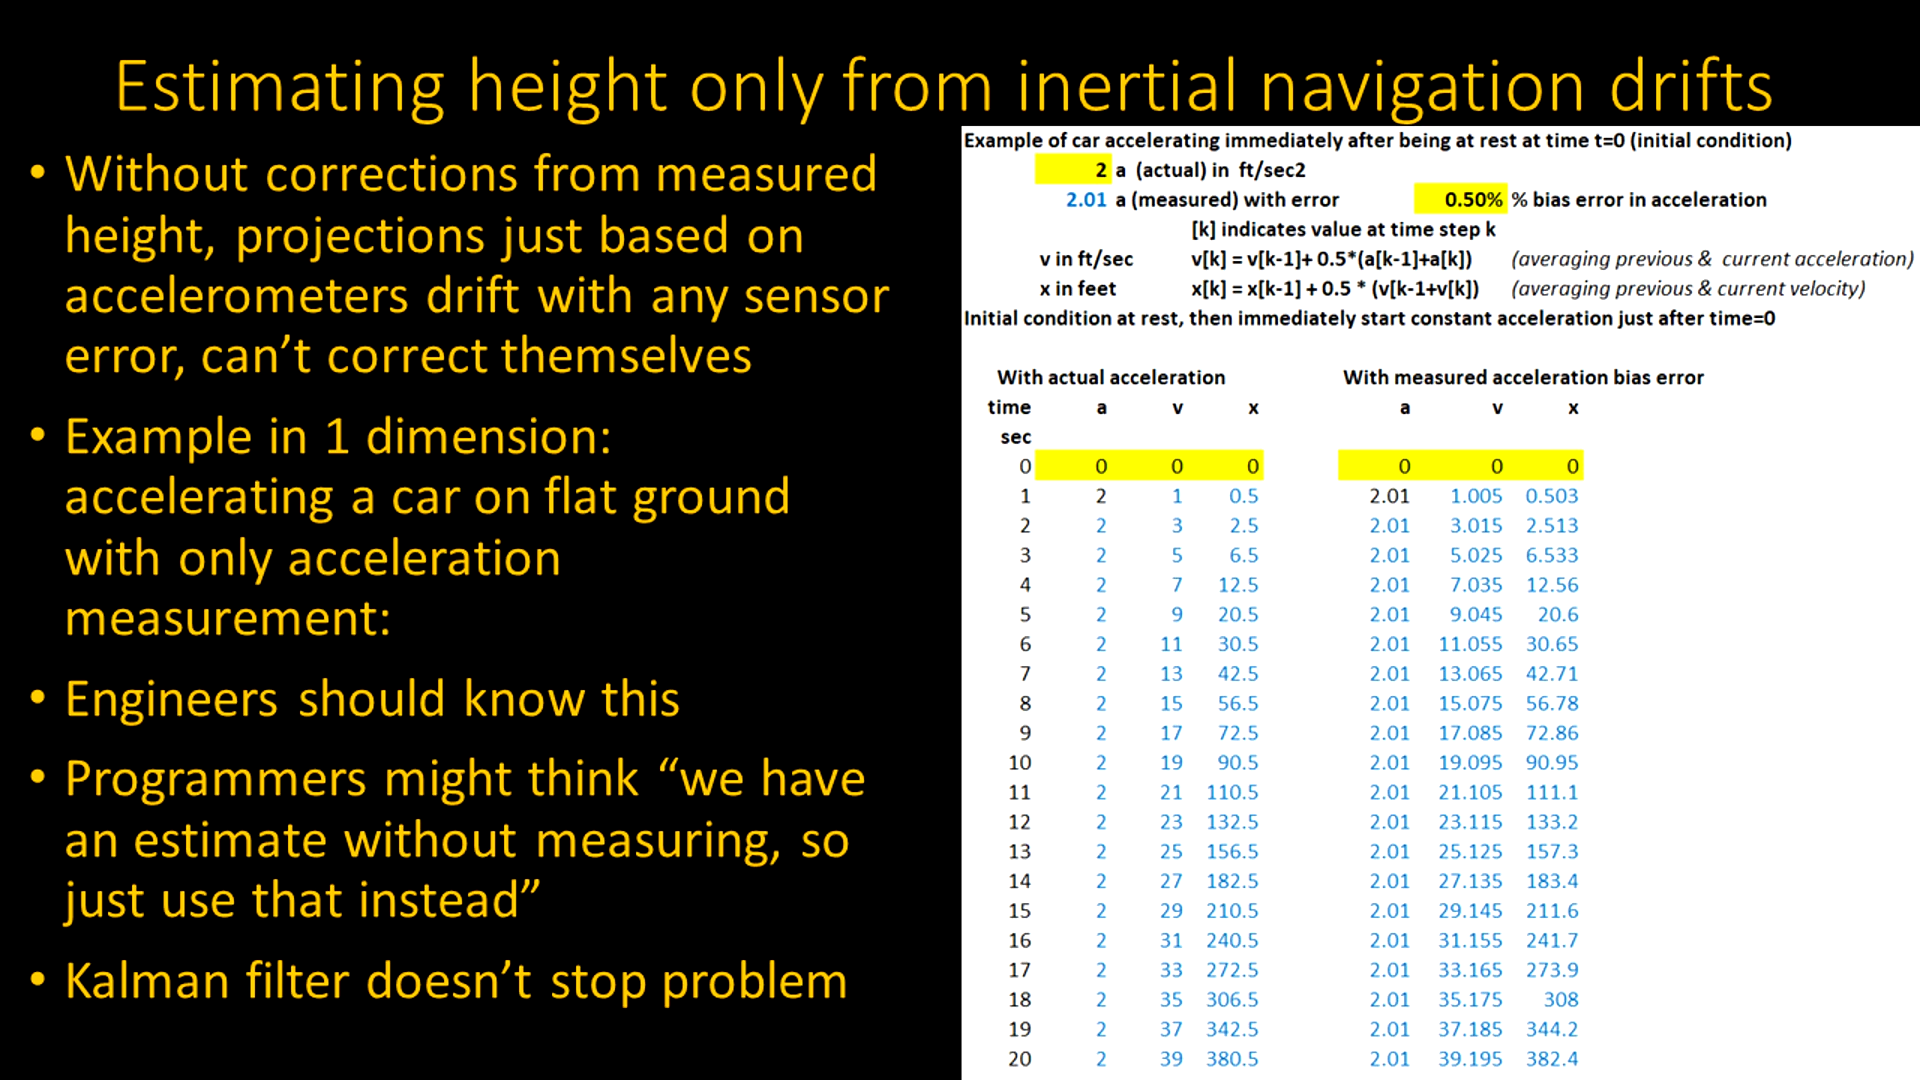 Estimating height only from inertial navigation drifts
• Without corrections from measured
height, projections just based on
accelerometers drift with any sensor
error, can’t correct themselves
• Example in 1 dimension:
accelerating a car on flat ground
with only acceleration
measurement:
• Engineers should know this
• Programmers might think “we have
an estimate without measuring, so
just use that instead”
• Kalman filter doesn’t stop problem
Example of car accelerating immediately after being at rest at time t=0 (initial condition)
2 a (actual) in ft/sec2
2.01 a (measured) with error 0.50% % bias error in acceleration
[k] indicates value at time step k
v in ft/sec v[k] = v[k-1]+ 0.5*(a[k-1]+a[k]) (averaging previous & current acceleration)
x in feet x[k] = x[k-1] + 0.5 * (v[k-1+v[k]) (averaging previous & current velocity)
Initial condition at rest, then immediately start constant acceleration just after time=0
With actual acceleration With measured acceleration bias error
time a v x a v x
sec
0 0 0 0 0 0 0
1 2 1 0.5 2.01 1.005 0.503
2 2 3 2.5 2.01 3.015 2.513
3 2 5 6.5 2.01 5.025 6.533
4 2 7 12.5 2.01 7.035 12.56
5 2 9 20.5 2.01 9.045 20.6
6 2 11 30.5 2.01 11.055 30.65
7 2 13 42.5 2.01 13.065 42.71
8 2 15 56.5 2.01 15.075 56.78
9 2 17 72.5 2.01 17.085 72.86
10 2 19 90.5 2.01 19.095 90.95
11 2 21 110.5 2.01 21.105 111.1
12 2 23 132.5 2.01 23.115 133.2
13 2 25 156.5 2.01 25.125 157.3
14 2 27 182.5 2.01 27.135 183.4
15 2 29 210.5 2.01 29.145 211.6
16 2 31 240.5 2.01 31.155 241.7
17 2 33 272.5 2.01 33.165 273.9
18 2 35 306.5 2.01 35.175 308
19 2 37 342.5 2.01 37.185 344.2
20 2 39 380.5 2.01 39.195 382.4